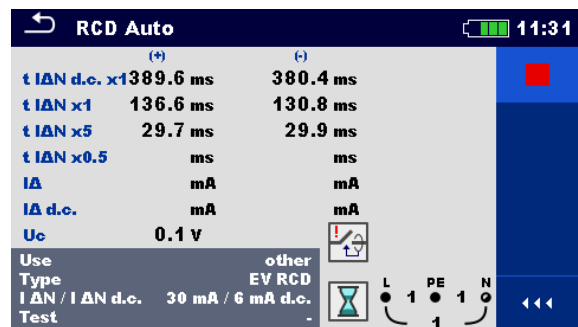 RCD Auto 11:31
(+) (-)
t IΔN d.c. x1 389.6 ms 380.4 ms
t IΔN x1 136.6 ms 130.8 ms
t IΔN x5 29.7 ms 29.9 ms
t IΔN x0.5 ms ms
IΔ mA mA
IΔ d.c. mA mA
Uc 0.1 V
Use other
Type EV RCD
I ΔN / I ΔN d.c. 30 mA / 6 mA d.c.
Test -
L PE N
1 1
1